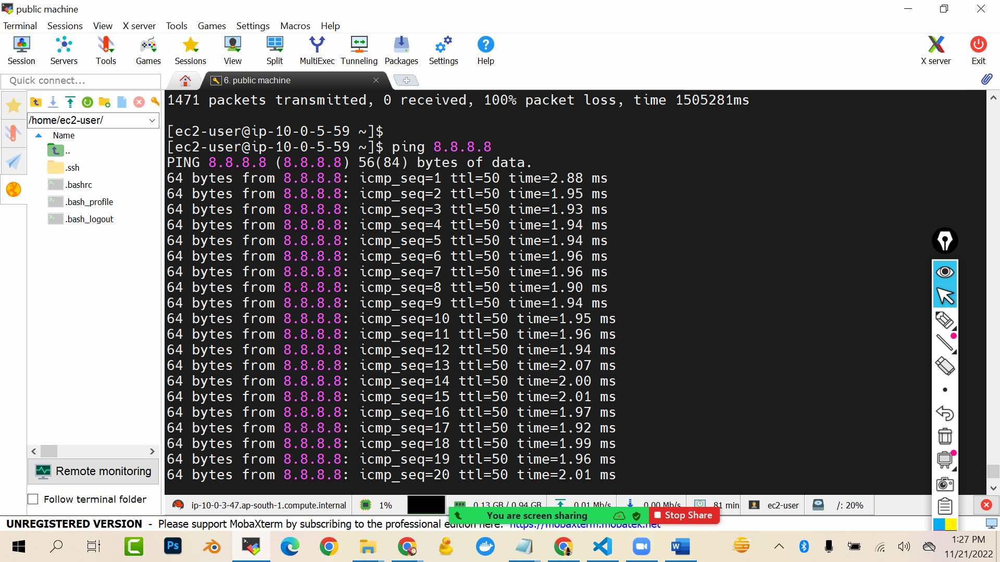 public machine
Terminal Sessions View X server Tools Games Settings Macros Help
Session Servers Tools Games Sessions View Split MultiExec Tunneling Packages Settings Help X server Exit
Quick connect...
6. public machine
/home/ec2-user/
Name
..
.ssh
.bashrc
.bash_profile
.bash_logout
Remote monitoring
Follow terminal folder
1471 packets transmitted, 0 received, 100% packet loss, time 1505281ms
[ec2-user@ip-10-0-5-59 ~]$
[ec2-user@ip-10-0-5-59 ~]$ ping 8.8.8.8
PING 8.8.8.8 (8.8.8.8) 56(84) bytes of data.
64 bytes from 8.8.8.8: icmp_seq=1 ttl=50 time=2.88 ms
64 bytes from 8.8.8.8: icmp_seq=2 ttl=50 time=1.95 ms
64 bytes from 8.8.8.8: icmp_seq=3 ttl=50 time=1.93 ms
64 bytes from 8.8.8.8: icmp_seq=4 ttl=50 time=1.94 ms
64 bytes from 8.8.8.8: icmp_seq=5 ttl=50 time=1.94 ms
64 bytes from 8.8.8.8: icmp_seq=6 ttl=50 time=1.96 ms
64 bytes from 8.8.8.8: icmp_seq=7 ttl=50 time=1.96 ms
64 bytes from 8.8.8.8: icmp_seq=8 ttl=50 time=1.90 ms
64 bytes from 8.8.8.8: icmp_seq=9 ttl=50 time=1.94 ms
64 bytes from 8.8.8.8: icmp_seq=10 ttl=50 time=1.95 ms
64 bytes from 8.8.8.8: icmp_seq=11 ttl=50 time=1.96 ms
64 bytes from 8.8.8.8: icmp_seq=12 ttl=50 time=1.94 ms
64 bytes from 8.8.8.8: icmp_seq=13 ttl=50 time=2.07 ms
64 bytes from 8.8.8.8: icmp_seq=14 ttl=50 time=2.00 ms
64 bytes from 8.8.8.8: icmp_seq=15 ttl=50 time=2.01 ms
64 bytes from 8.8.8.8: icmp_seq=16 ttl=50 time=1.97 ms
64 bytes from 8.8.8.8: icmp_seq=17 ttl=50 time=1.92 ms
64 bytes from 8.8.8.8: icmp_seq=18 ttl=50 time=1.99 ms
64 bytes from 8.8.8.8: icmp_seq=19 ttl=50 time=1.96 ms
64 bytes from 8.8.8.8: icmp_seq=20 ttl=50 time=2.01 ms
ip-10-0-3-47.ap-south-1.compute.internal 1% 0.13 GB / 0.94 GB 0.01 Mb/s 0.00 Mb/s 81 min ec2-user /: 20%
You are screen sharing Stop Share
UNREGISTERED VERSION - Please support MobaXterm by subscribing to the professional edition here: https://mobaxterm.mobatek.net
Ps
W
1:27 PM
11/21/2022